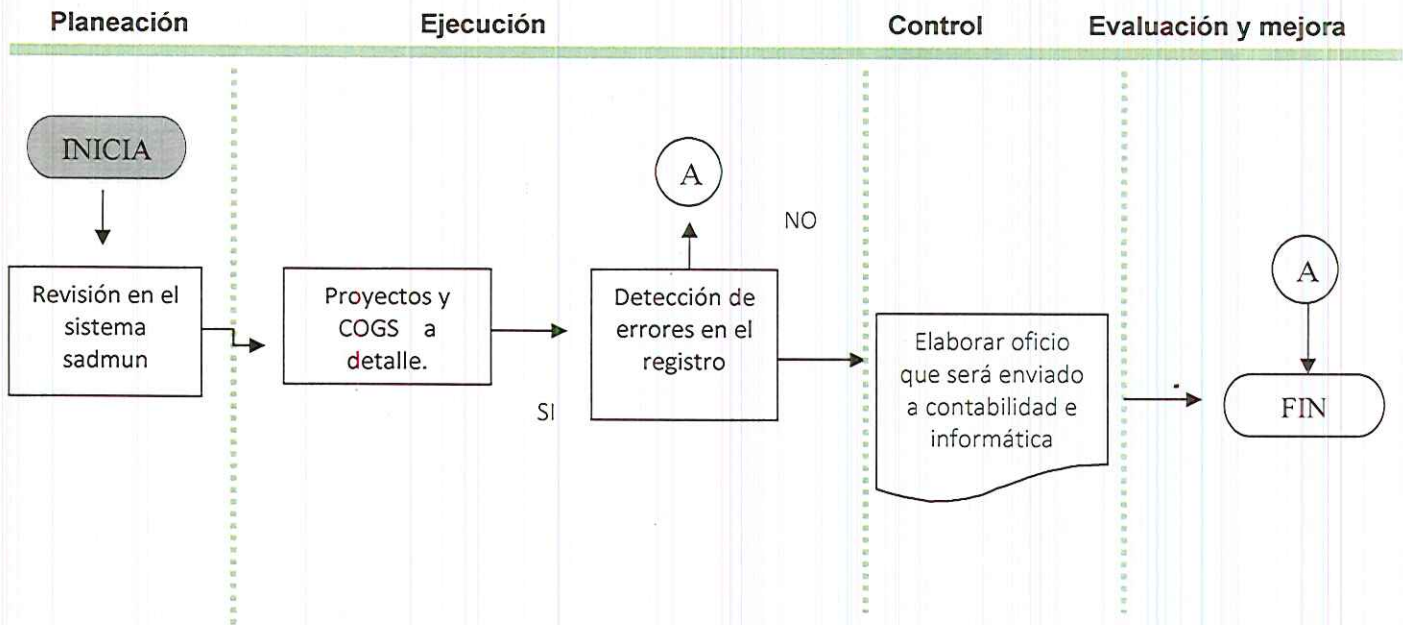 Planeación
Ejecución
Control
Evaluación y mejora
INICIA
Revisión en el
sistema
sadmun
Proyectos y
COGS a
detalle.
SI
A
NO
Detección de
errores en el
registro
Elaborar oficio
que será enviado
a contabilidad e
informática
A
FIN